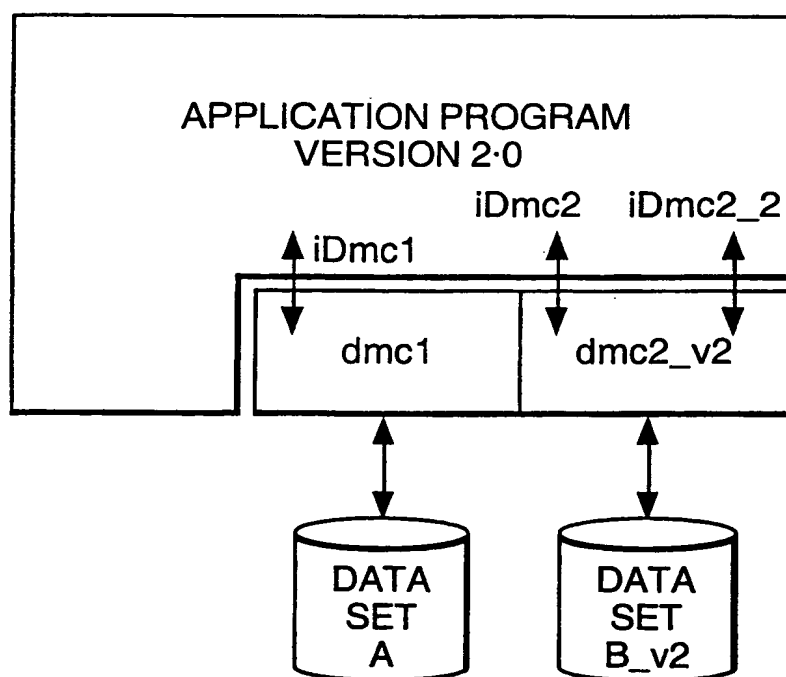 APPLICATION PROGRAM
VERSION 2·0
iDmc2 iDmc2_2
iDmc1
dmc1 dmc2_v2
DATA
SET
A
DATA
SET
B_v2